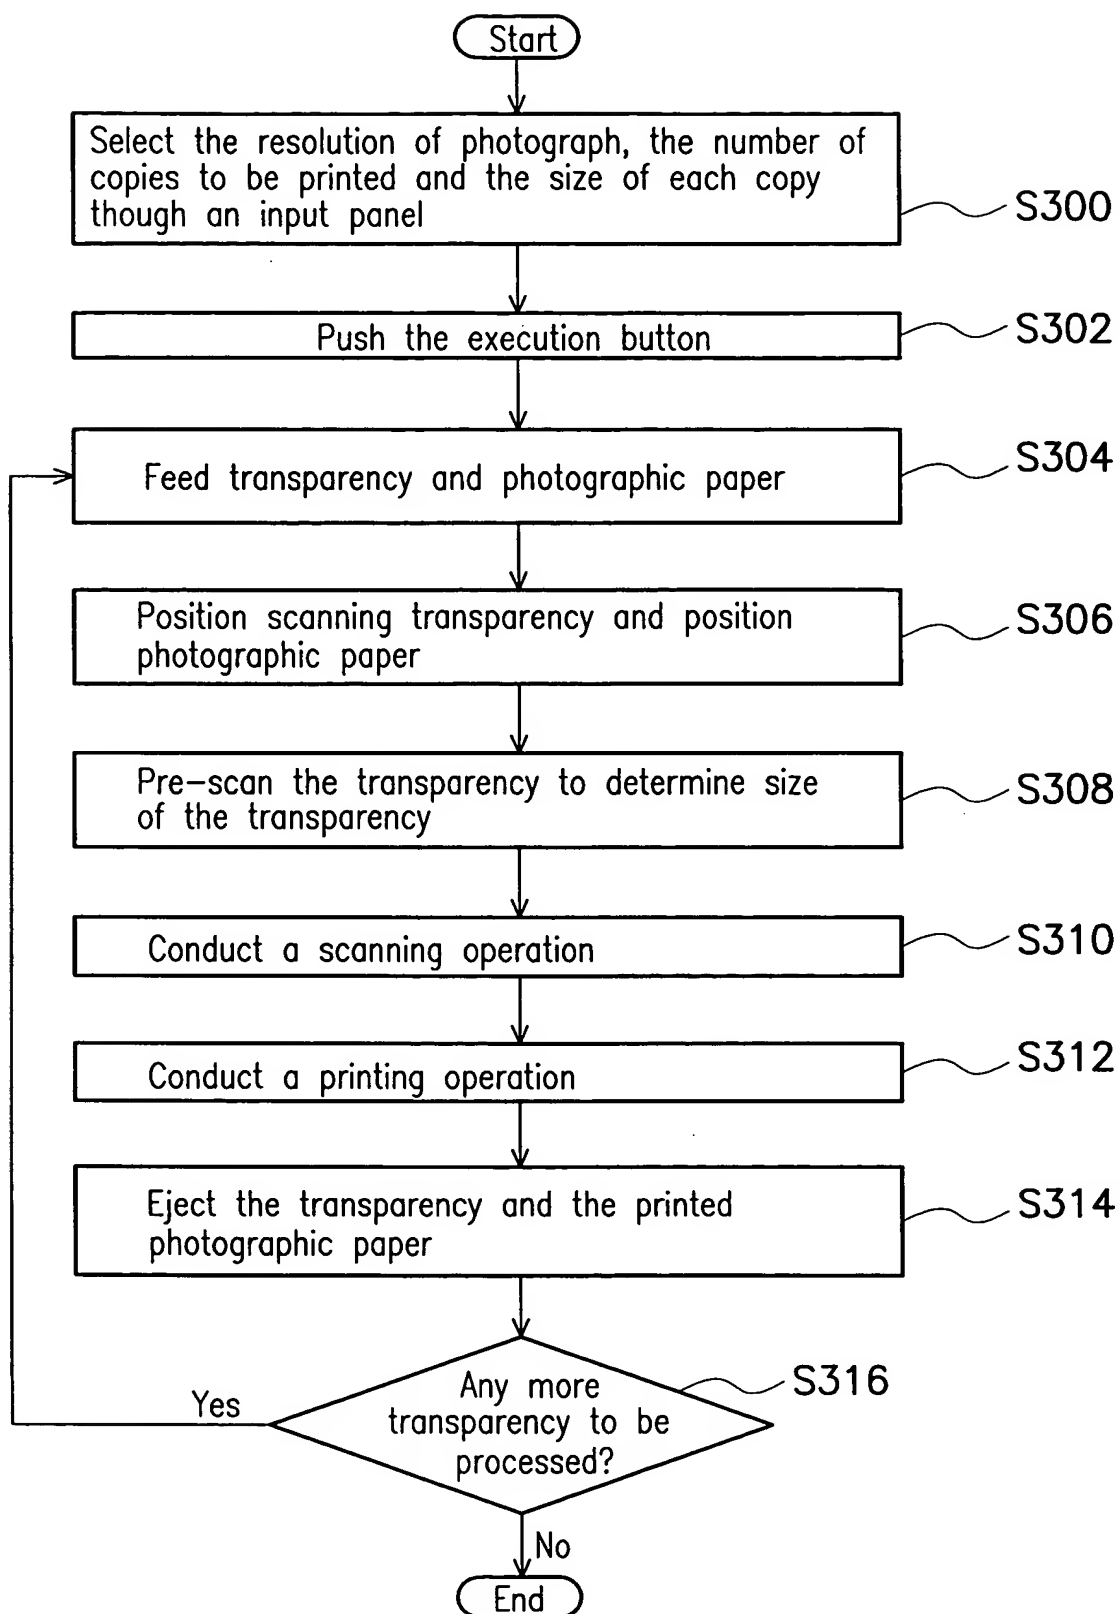 Start
Select the resolution of photograph, the number of
copies to be printed and the size of each copy
though an input panel
S300
Push the execution button
S302
Feed transparency and photographic paper
S304
Position scanning transparency and position
photographic paper
S306
Pre-scan the transparency to determine size
of the transparency
S308
Conduct a scanning operation
S310
Conduct a printing operation
S312
Eject the transparency and the printed
photographic paper
S314
Any more
transparency to be
processed?
S316
Yes
No
End